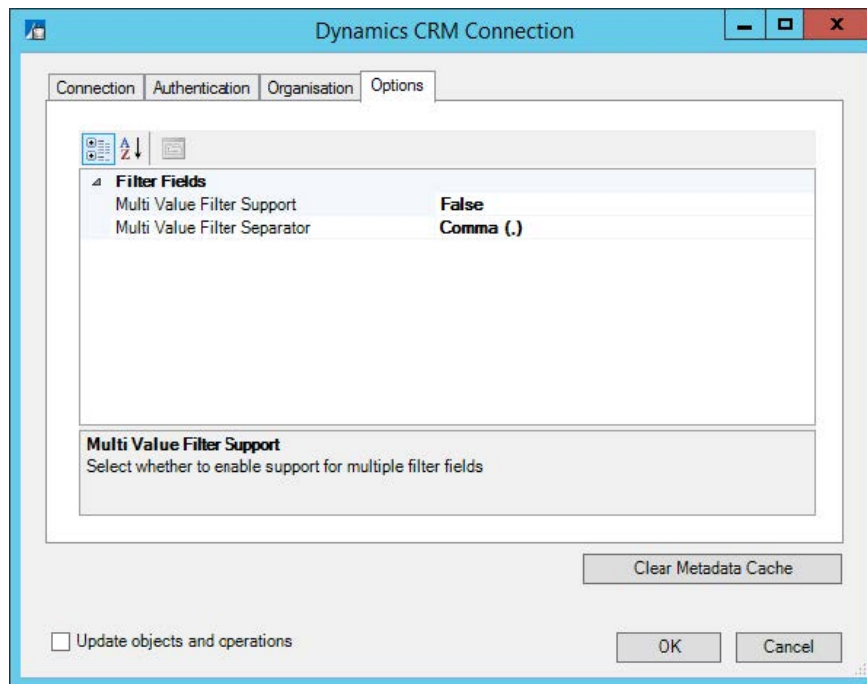 Dynamics CRM Connection
Connection Authentication Organisation Options
A
Z
Filter Fields
Multi Value Filter Support False
Multi Value Filter Separator Comma (,)
Multi Value Filter Support
Select whether to enable support for multiple filter fields
Clear Metadata Cache
Update objects and operations OK Cancel